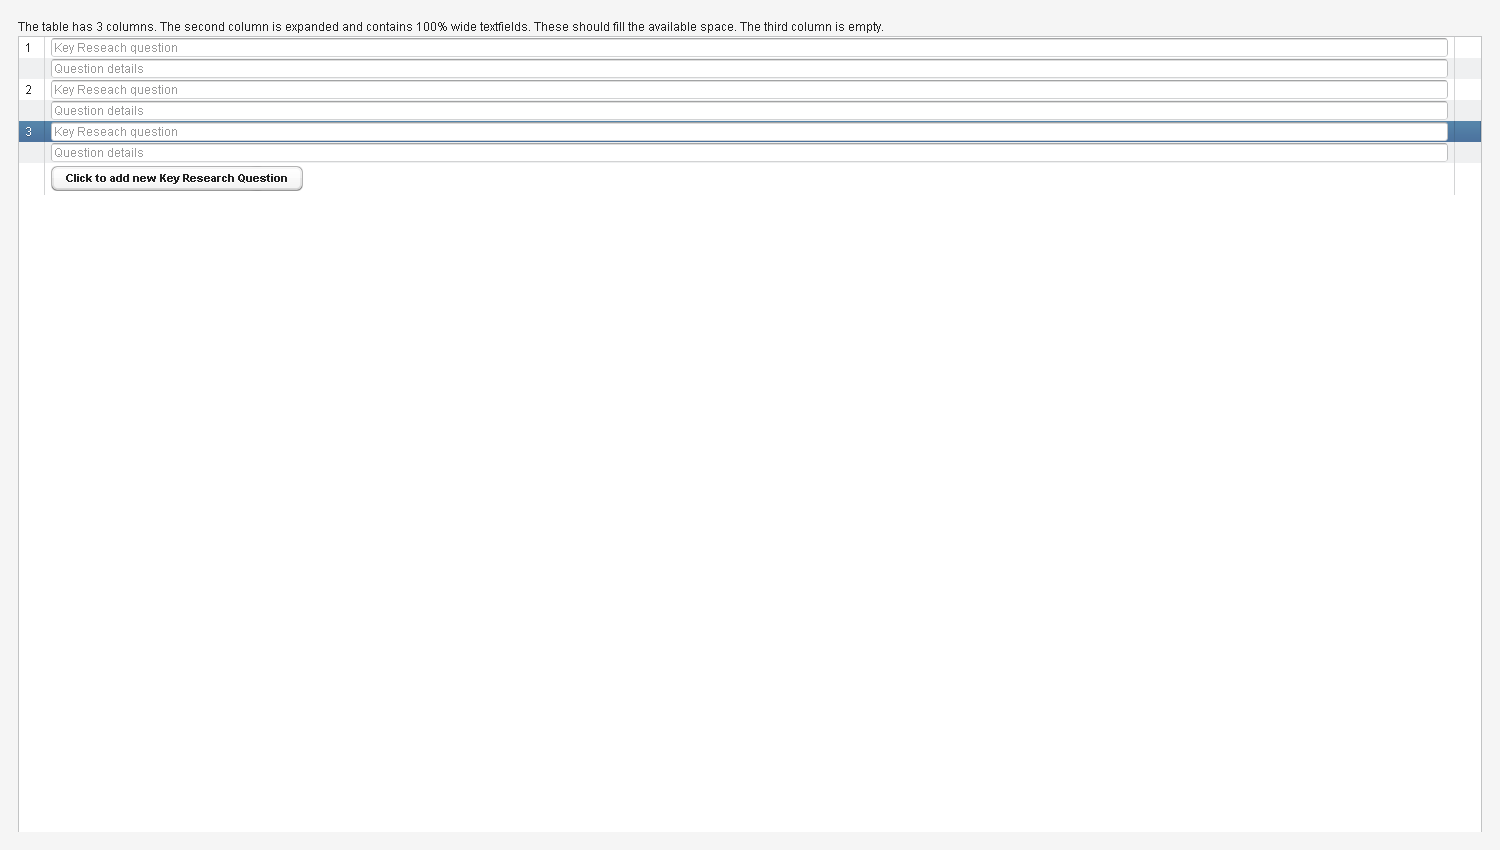 The table has 3 columns. The second column is expanded and contains 100% wide textfields. These should fill the available space. The third column is empty.
1 Key Reseach question
Question details
2 Key Reseach question
Question details
3 Key Reseach question
Question details
Click to add new Key Research Question